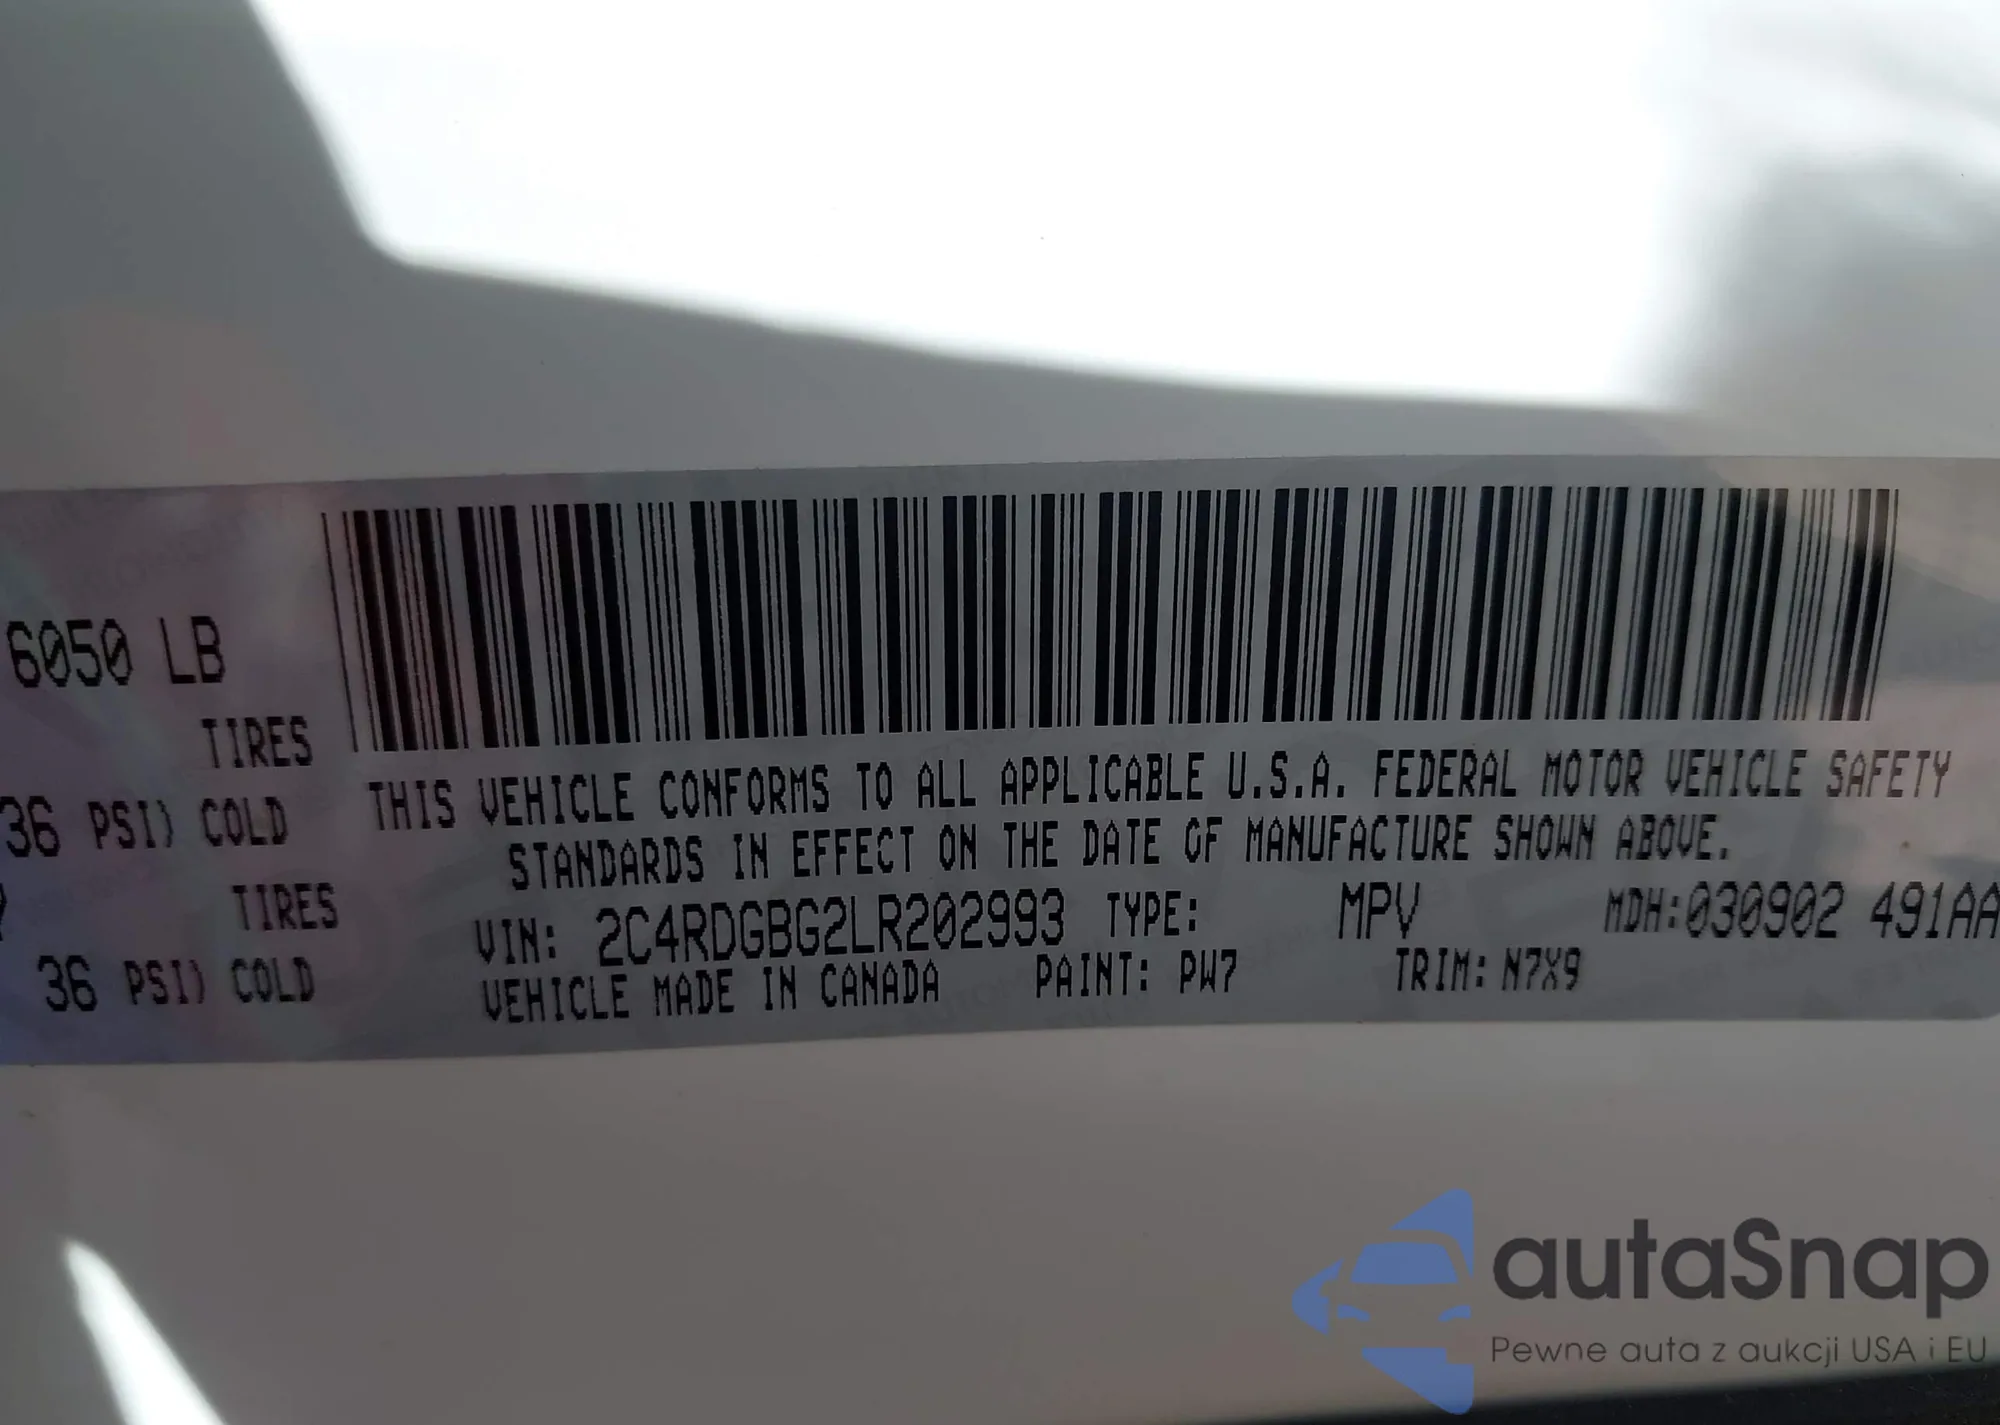 6050 LB
TIRES
36 PSI) COLD
TIRES
36 PSI) COLD
THIS VEHICLE CONFORMS TO ALL APPLICABLE U.S.A. FEDERAL MOTOR VEHICLE SAFETY
STANDARDS IN EFFECT ON THE DATE OF MANUFACTURE SHOWN ABOVE.
VIN: 2C4RDGBG2LR202993 TYPE: MPV MDH:030902 491AA
VEHICLE MADE IN CANADA PAINT: PW7 TRIM: N7X9
autaSnap
Pewne auta z aukcji USA i EU